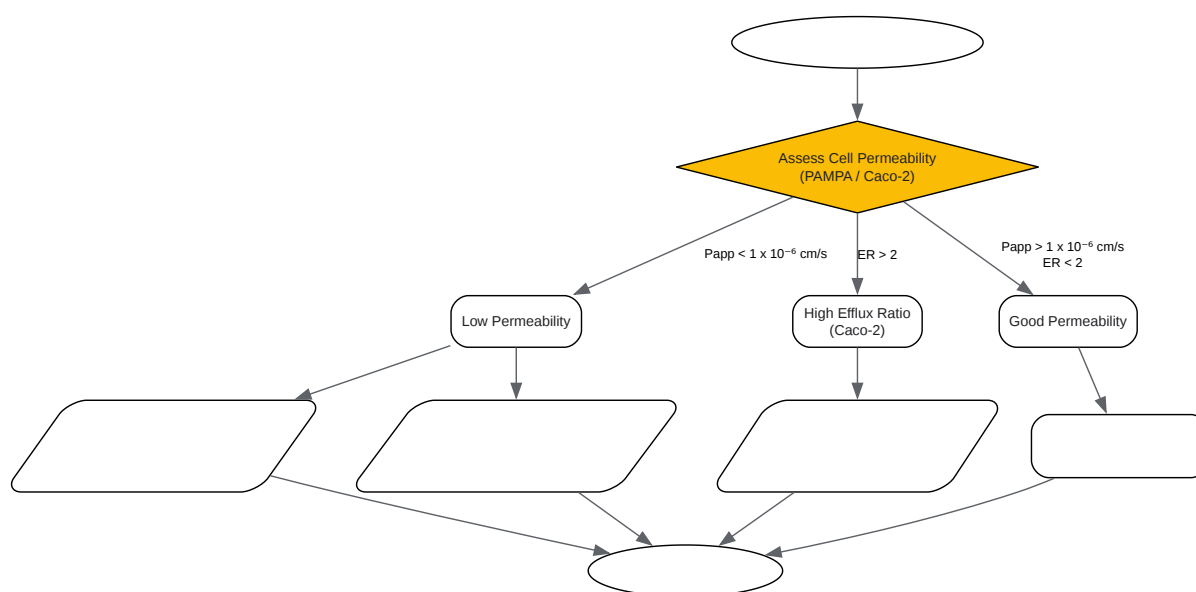 Assess Cell Permeability
(PAMPA / Caco-2)
Papp < 1 x 10⁻⁶ cm/s
ER > 2
Papp > 1 x 10⁻⁶ cm/s
ER < 2
Low Permeability
High Efflux Ratio
(Caco-2)
Good Permeability